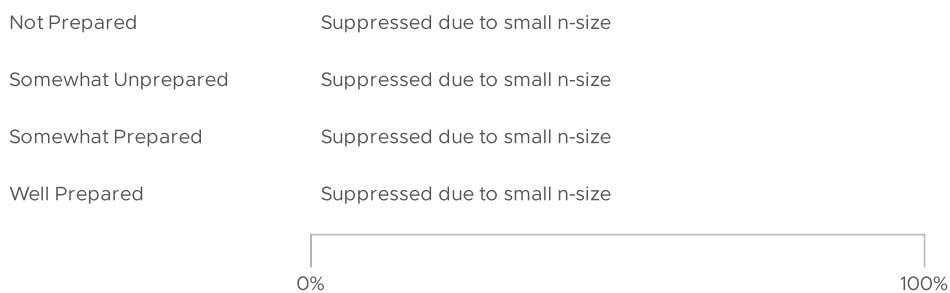 Not Prepared Suppressed due to small n-size
Somewhat Unprepared Suppressed due to small n-size
Somewhat Prepared Suppressed due to small n-size
Well Prepared Suppressed due to small n-size
0% 100%